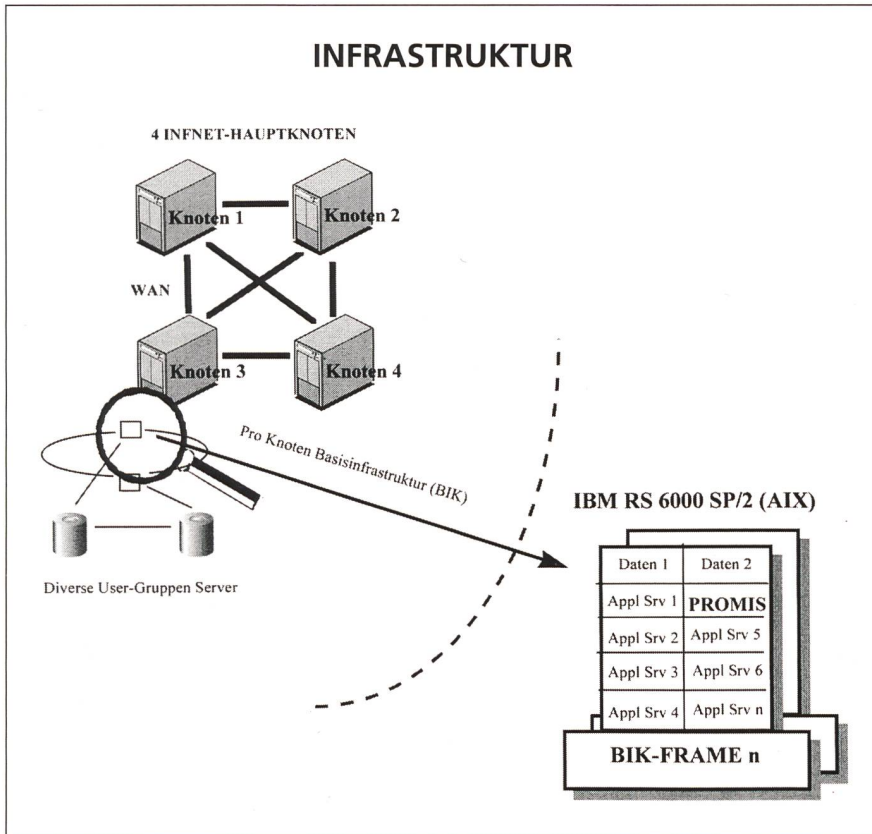 INFRASTRUKTUR
4 INFNET-HAUPTKNOTEN
Knoten 1
Knoten 2
WAN
Knoten 3
Knoten 4
Pro Knoten Basisinfrastruktur (BIK)
Diverse User-Gruppen Server
IBM RS 6000 SP/2 (AIX)
Daten 1 Daten 2
Appl Srv 1 PROMIS
Appl Srv 2 Appl Srv 5
Appl Srv 3 Appl Srv 6
Appl Srv 4 Appl Srv n
BIK-FRAME n